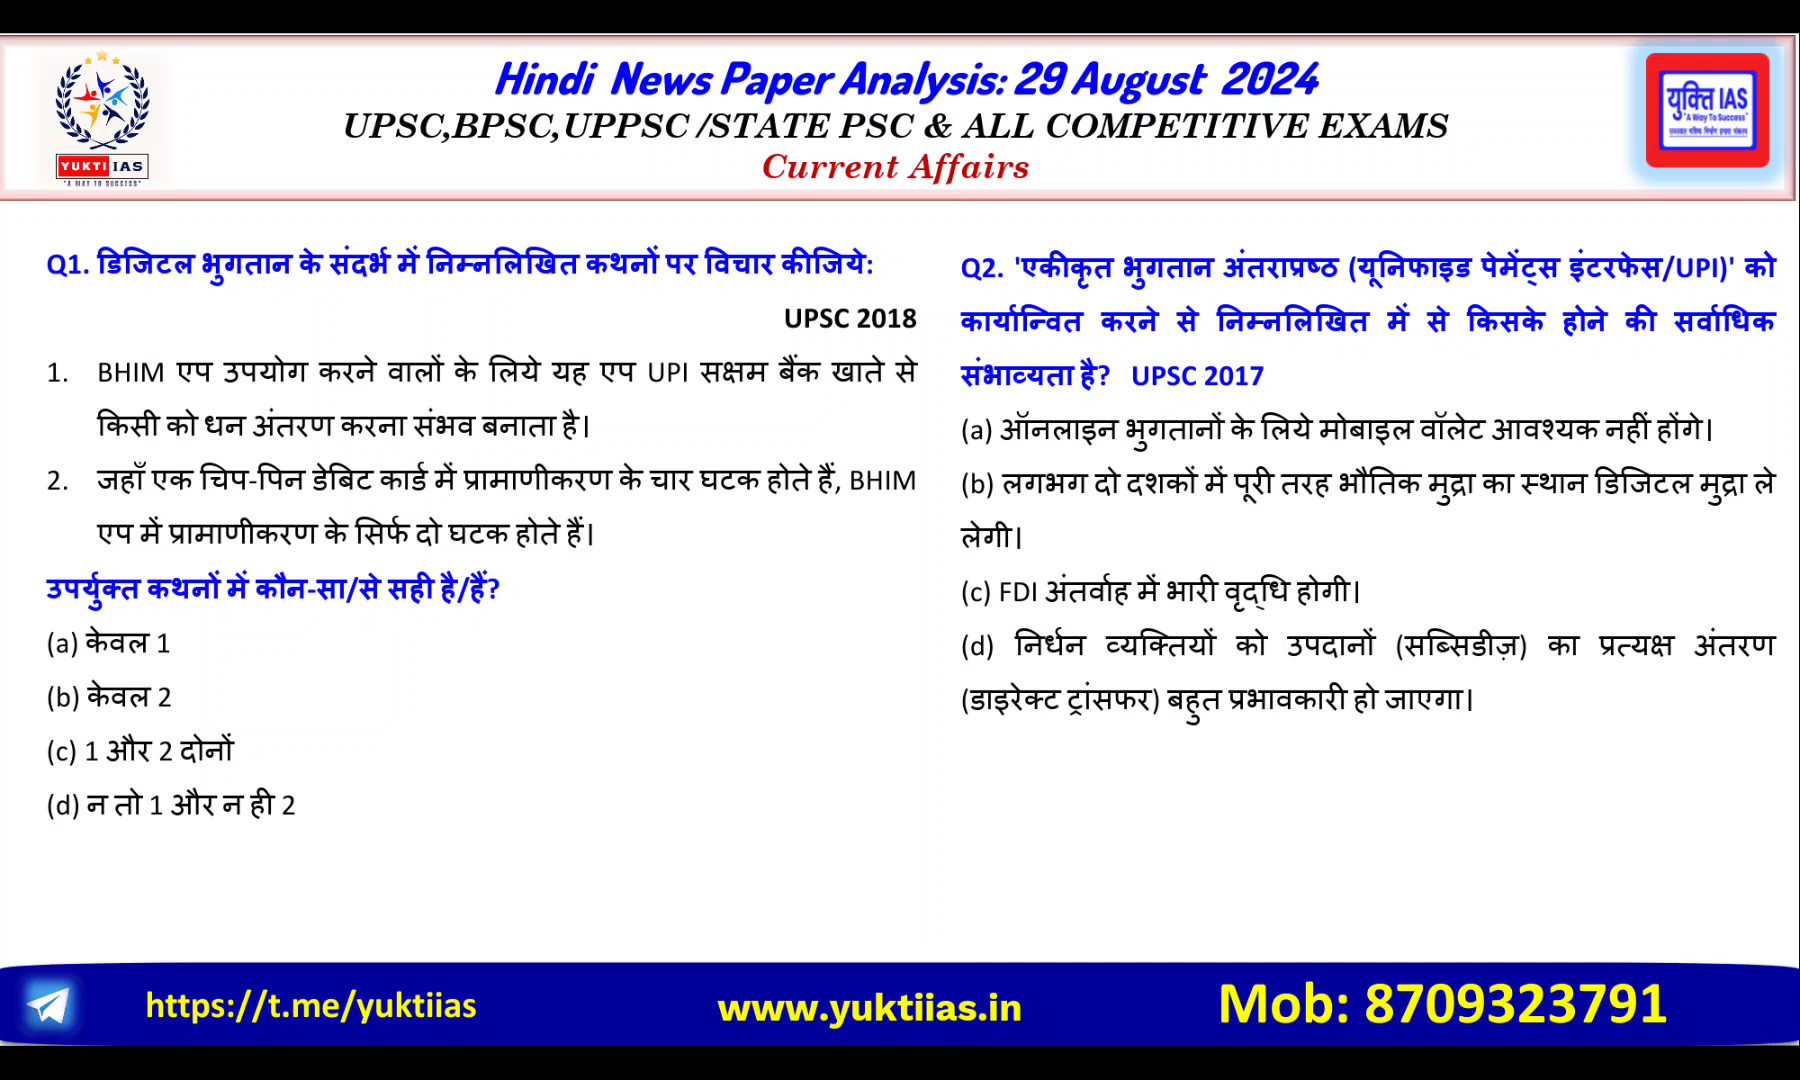 Hindi News Paper Analysis: 29 August 2024
UPSC,BPSC,UPPSC /STATE PSC & ALL COMPETITIVE EXAMS
Current Affairs
YUKTI IAS
"A WAY TO SUCCESS"
युक्ति IAS
"A Way To Success"
Q1. डिजिटल भुगतान के संदर्भ में निम्नलिखित कथनों पर विचार कीजिये:
UPSC 2018
1. BHIM एप उपयोग करने वालों के लिये यह एप UPI सक्षम बैंक खाते से
किसी को धन अंतरण करना संभव बनाता है।
2. जहाँ एक चिप-पिन डेबिट कार्ड में प्रामाणीकरण के चार घटक होते हैं, BHIM
एप में प्रामाणीकरण के सिर्फ दो घटक होते हैं।
उपर्युक्त कथनों में कौन-सा/से सही है/हैं?
(a) केवल 1
(b) केवल 2
(c) 1 और 2 दोनों
(d) न तो 1 और न ही 2
Q2. 'एकीकृत भुगतान अंतराप्रष्ठ (यूनिफाइड पेमेंट्स इंटरफेस/UPI)' को
कार्यान्वित करने से निम्नलिखित में से किसके होने की सर्वाधिक
संभाव्यता है? UPSC 2017
(a) ऑनलाइन भुगतानों के लिये मोबाइल वॉलेट आवश्यक नहीं होंगे।
(b) लगभग दो दशकों में पूरी तरह भौतिक मुद्रा का स्थान डिजिटल मुद्रा ले
लेगी।
(c) FDI अंतर्वाह में भारी वृद्धि होगी।
(d) निर्धन व्यक्तियों को उपदानों (सब्सिडीज़) का प्रत्यक्ष अंतरण
(डाइरेक्ट ट्रांसफर) बहुत प्रभावकारी हो जाएगा।
https://t.me/yuktiias
www.yuktiias.in
Mob: 8709323791